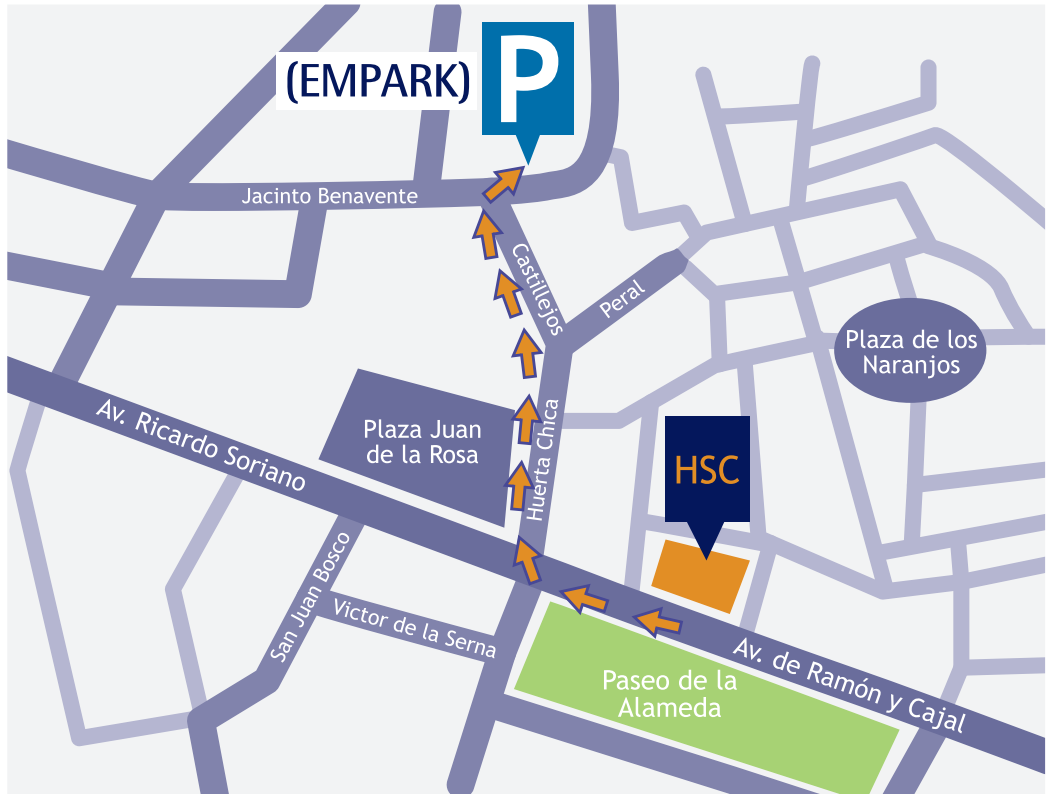 (EMPARK)
P
Jacinto Benavente
Castillejos
Peral
Plaza de los
Naranjos
Av. Ricardo Soriano
Plaza Juan
de la Rosa
Huerta Chica
HSC
San Juan Bosco
Victor de la Serna
Av. de Ramón y Cajal
Paseo de la
Alameda